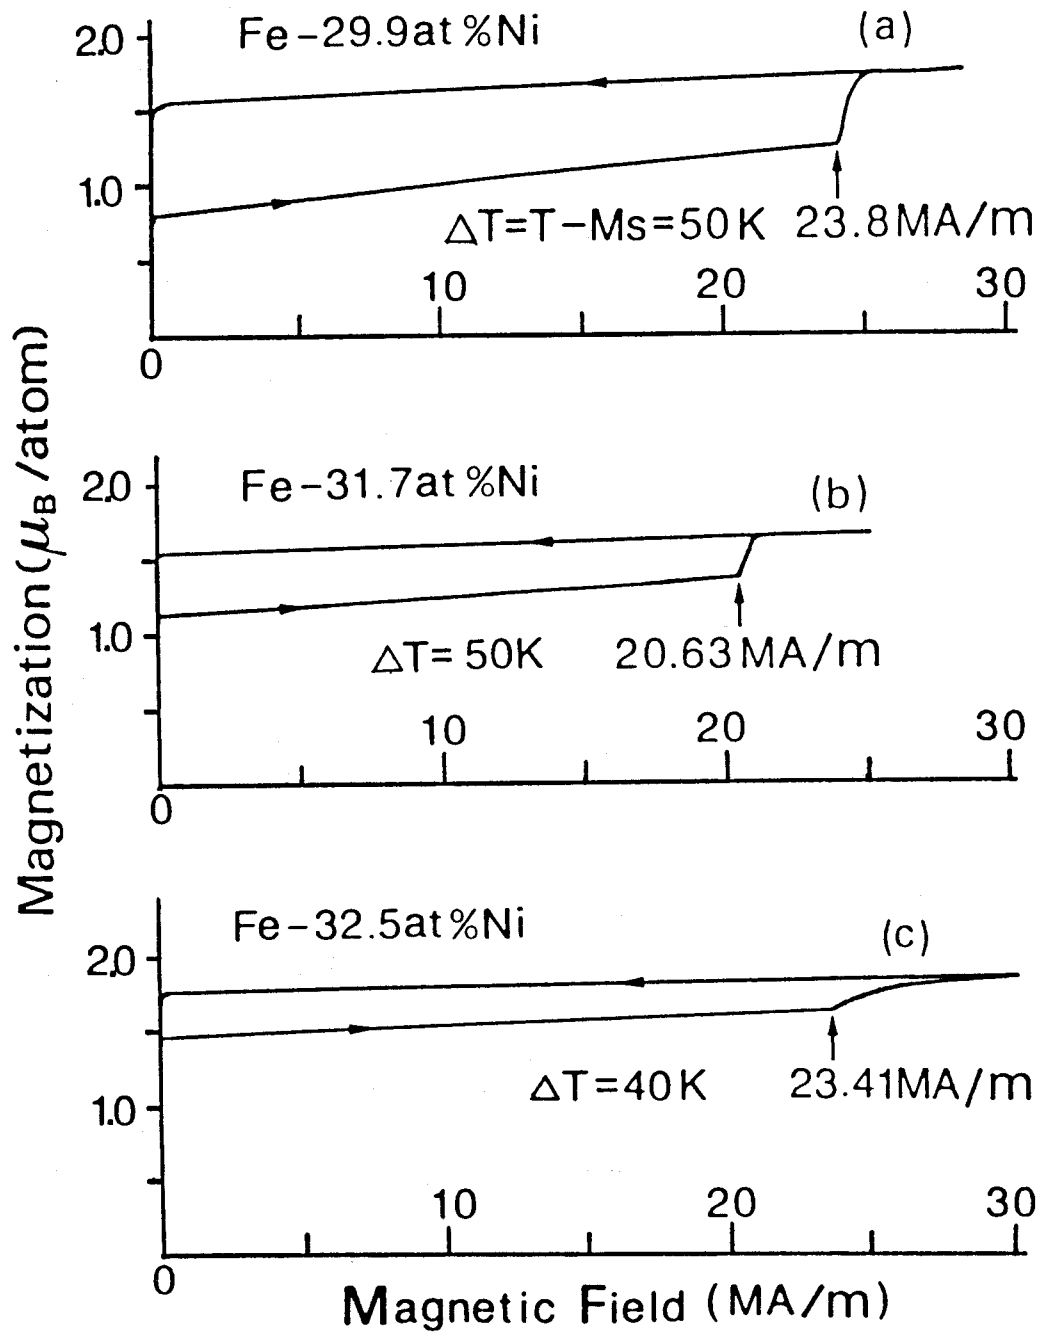 Magnetization (μB/atom)
Fe-29.9at%Ni
(a)
2.0
1.0
ΔT=T-Ms=50K 23.8MA/m
10 20 30
0
Fe-31.7at%Ni
(b)
2.0
1.0
ΔT=50K 20.63MA/m
10 20 30
0
Fe-32.5at%Ni
(c)
2.0
1.0
ΔT=40K 23.41MA/m
10 20 30
0
Magnetic Field (MA/m)